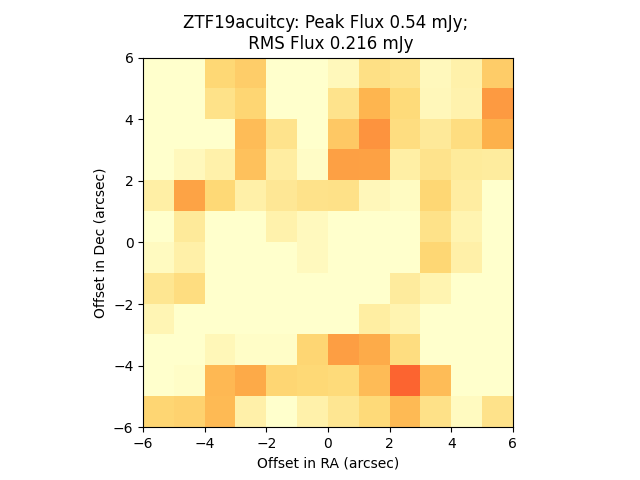 ZTF19acuitcy: Peak Flux 0.54 mJy;
RMS Flux 0.216 mJy
6
4
2
0
−2
−4
−6
Offset in Dec (arcsec)
−6 −4 −2 0 2 4 6
Offset in RA (arcsec)